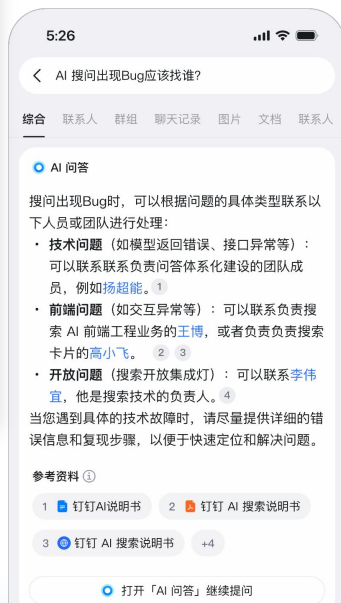 5:26
AI 搜问出现Bug应该找谁?
综合 联系人 群组 聊天记录 图片 文档 联系人
AI 问答
搜问出现Bug时，可以根据问题的具体类型联系以
下人员或团队进行处理：
• 技术问题（如模型返回错误、接口异常等）：
可以联系联系负责问答体系化建设的团队成
员，例如扬超能。 1
• 前端问题（如交互异常等）：可以联系负责搜
索 AI 前端工程业务的王博，或者负责负责搜索
卡片的高小飞。 2 3
• 开放问题（搜索开放集成灯）：可以联系李伟
宜，他是搜索技术的负责人。 4
当您遇到具体的技术故障时，请尽量提供详细的错
误信息和复现步骤，以便于快速定位和解决问题。
参考资料
1 钉钉AI说明书 2 钉钉 AI 搜索说明书
3 钉钉 AI 搜索说明书 +4
打开「AI 问答」继续提问